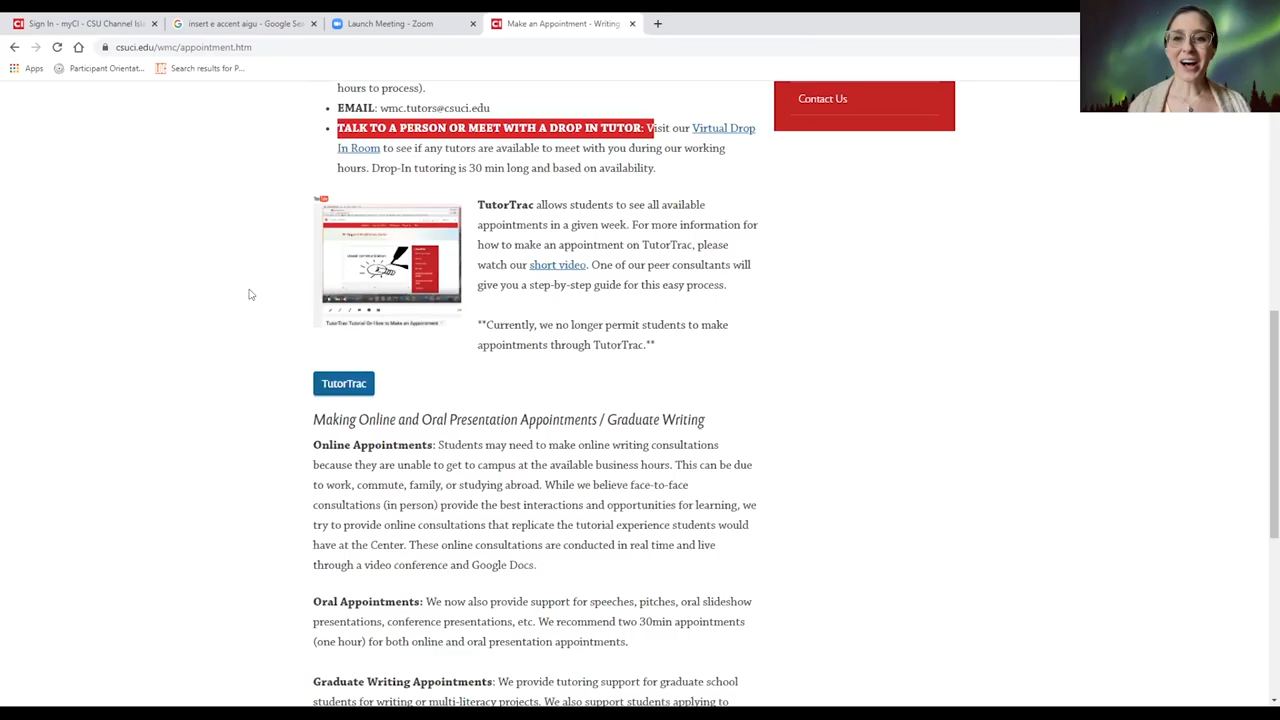 Sign In - myCI - CSU Channel Isla
insert e accent aigu - Google Sea
Launch Meeting - Zoom
Make an Appointment - Writing
csuci.edu/wmc/appointment.htm
Apps
Participant Orientat...
Search results for P...
hours to process).
EMAIL: wmc.tutors@csuci.edu
TALK TO A PERSON OR MEET WITH A DROP IN TUTOR: Visit our Virtual Drop
In Room to see if any tutors are available to meet with you during our working
hours. Drop-In tutoring is 30 min long and based on availability.
Contact Us
TutorTrac Tutorial On How to Make an Appointment
TutorTrac allows students to see all available
appointments in a given week. For more information for
how to make an appointment on TutorTrac, please
watch our short video. One of our peer consultants will
give you a step-by-step guide for this easy process.
**Currently, we no longer permit students to make
appointments through TutorTrac.**
TutorTrac
Making Online and Oral Presentation Appointments / Graduate Writing
Online Appointments: Students may need to make online writing consultations
because they are unable to get to campus at the available business hours. This can be due
to work, commute, family, or studying abroad. While we believe face-to-face
consultations (in person) provide the best interactions and opportunities for learning, we
try to provide online consultations that replicate the tutorial experience students would
have at the Center. These online consultations are conducted in real time and live
through a video conference and Google Docs.
Oral Appointments: We now also provide support for speeches, pitches, oral slideshow
presentations, conference presentations, etc. We recommend two 30min appointments
(one hour) for both online and oral presentation appointments.
Graduate Writing Appointments: We provide tutoring support for graduate school
students for writing or multi-literacy projects. We also support students applying to